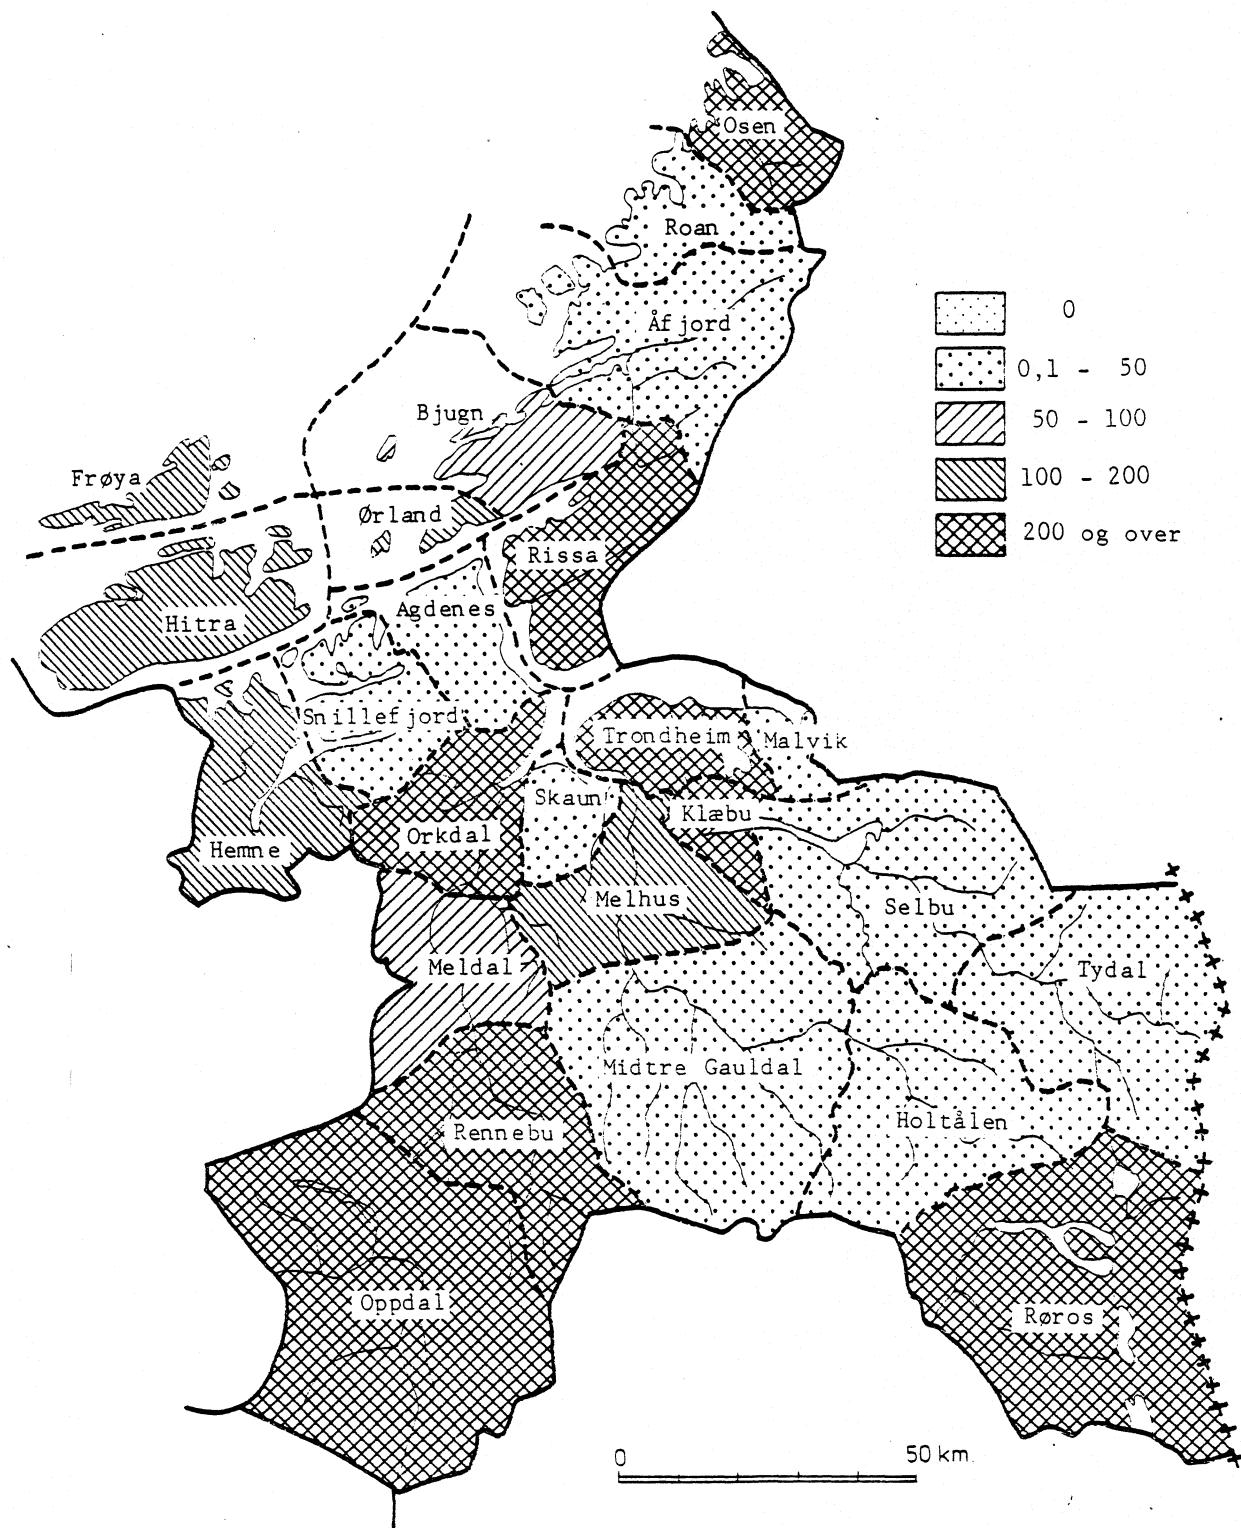 Osen
Roan
Åfjord
0
0,1 - 50
50 - 100
100 - 200
200 og over
Bjugn
Frøya
Ørland
Rissa
Agdenes
Hitra
Snillefjord
Trondheim
Malvik
Skaun
Klæbu
Orkdal
Hemne
Melhus
Selbu
Meldal
Tydal
Midtre Gauldal
Holtålen
Rennebu
Oppdal
Røros
0 50 km.